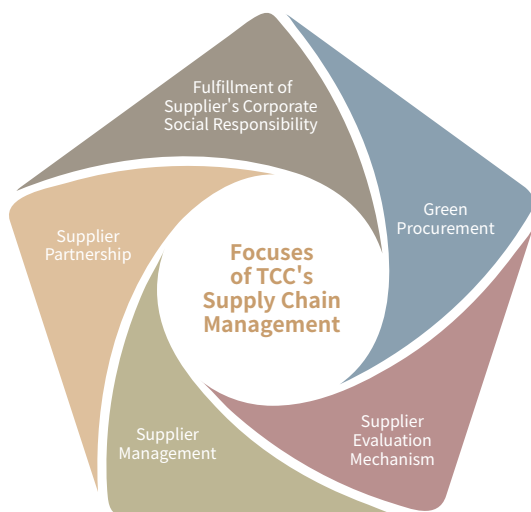 Fulfillment of
Supplier's Corporate
Social Responsibility
Green
Procurement
Supplier
Partnership
Focuses
of TCC's
Supply Chain
Management
Supplier
Evaluation
Mechanism
Supplier
Management